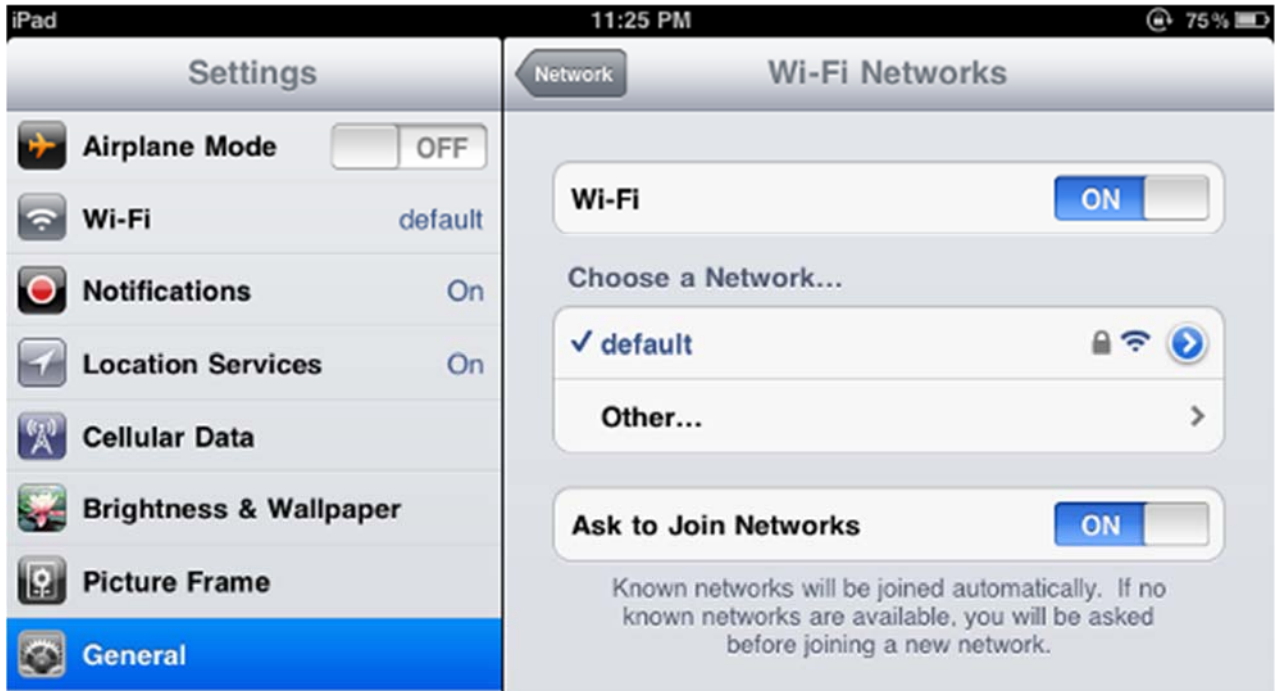 iPad 11:25 PM 75%
Settings
Network Wi-Fi Networks
Airplane Mode OFF
Wi-Fi default
Notifications On
Location Services On
Cellular Data
Brightness & Wallpaper
Picture Frame
General
Wi-Fi ON
Choose a Network...
default
Other...
Ask to Join Networks ON
Known networks will be joined automatically. If no
known networks are available, you will be asked
before joining a new network.